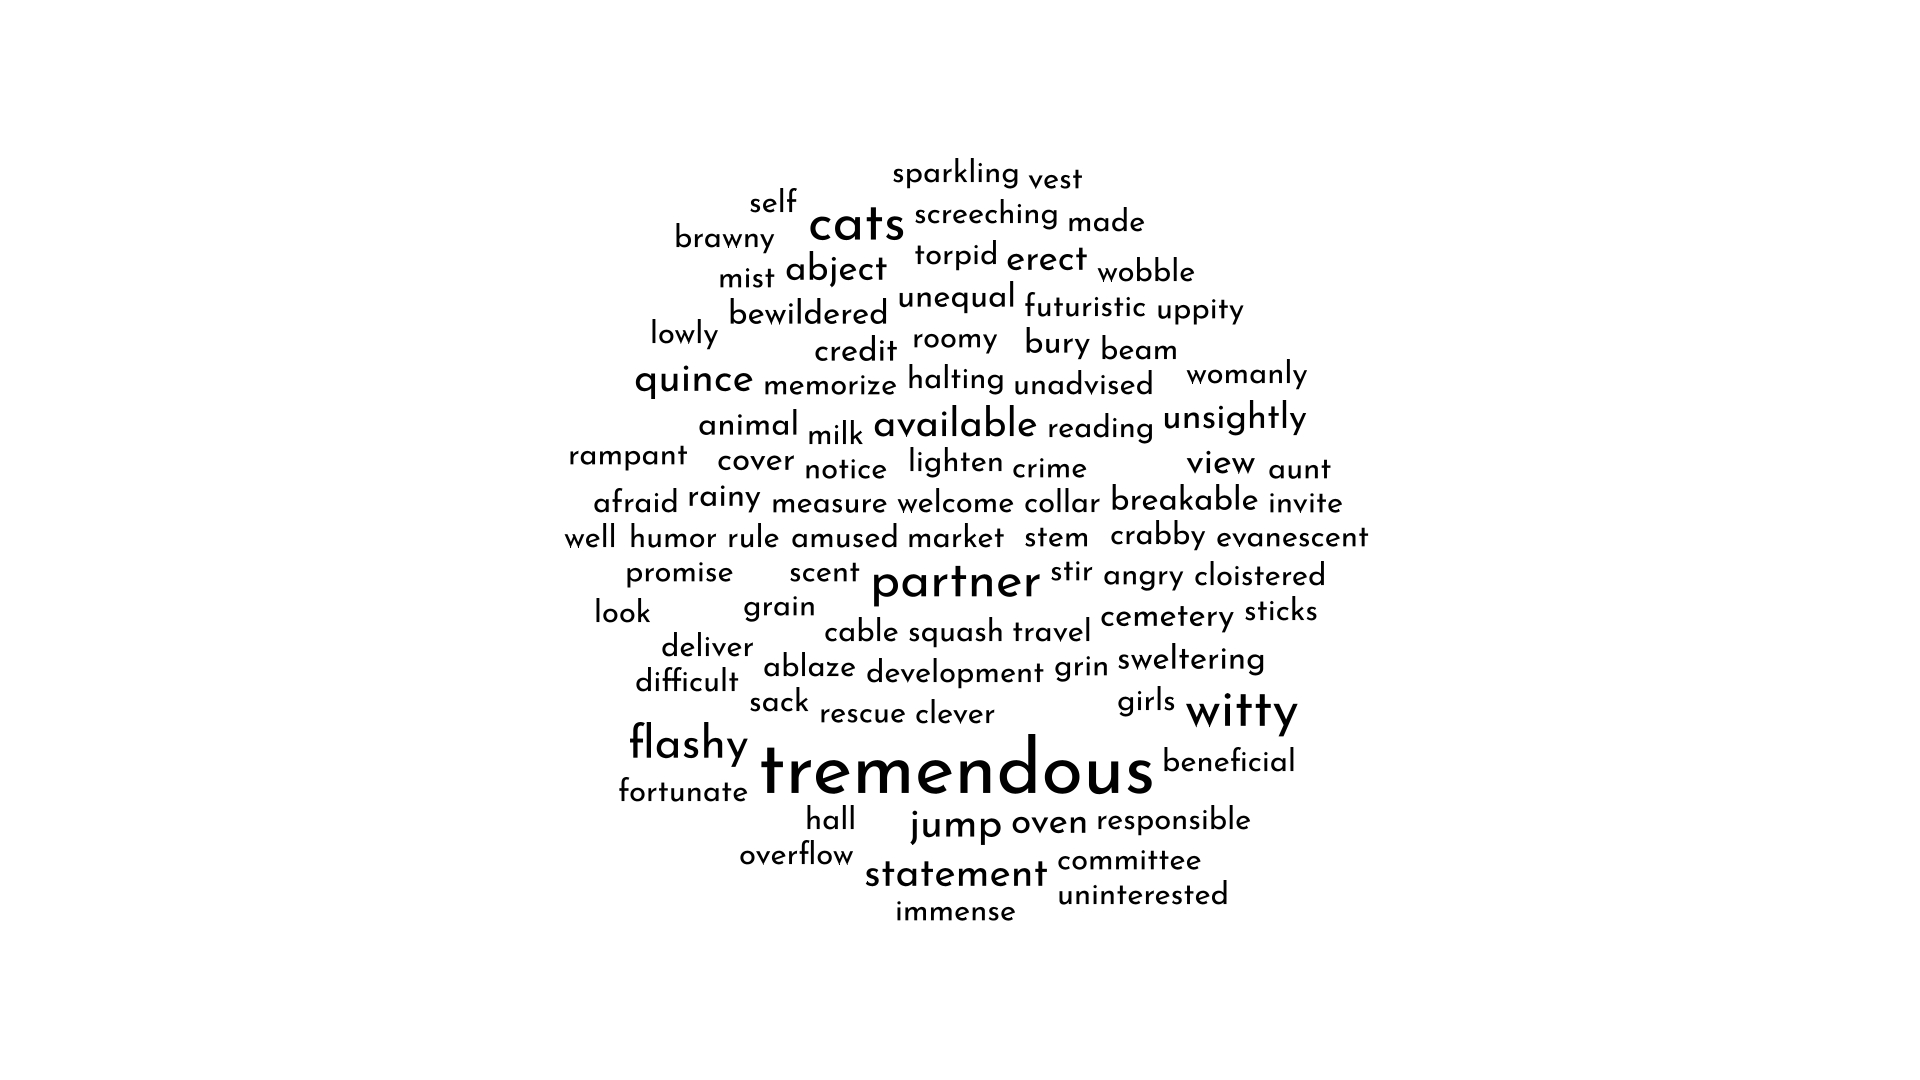 sparkling vest
self cats screeching made
brawny torpid erect wobble
mist abject unequal futuristic uppity
lowly bewildered roomy bury beam
credit womanly
quince memorize halting unadvised
animal milk available reading unsightly
rampant cover notice lighten crime view aunt
afraid rainy measure welcome collar breakable invite
well humor rule amused market stem crabby evanescent
promise scent partner stir angry cloistered
look grain cable squash travel cemetery sticks
deliver ablaze development grin sweltering
difficult sack rescue clever girls witty
flashy tremendous beneficial
fortunate hall jump oven responsible
overflow statement committee
immense uninterested